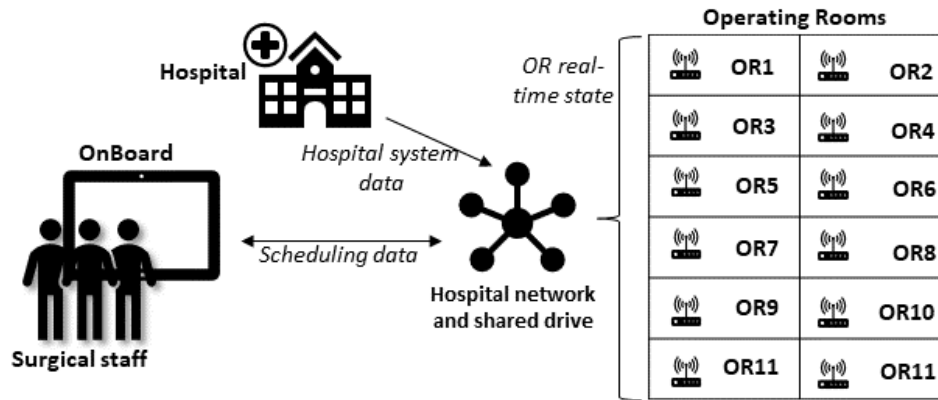 Operating Rooms
Hospital
OR real-
time state
OR1
OR2
OR3
OR4
OR5
OR6
OR7
OR8
OR9
OR10
OR11
OR11
OnBoard
Hospital system
data
Scheduling data
Hospital network
and shared drive
Surgical staff